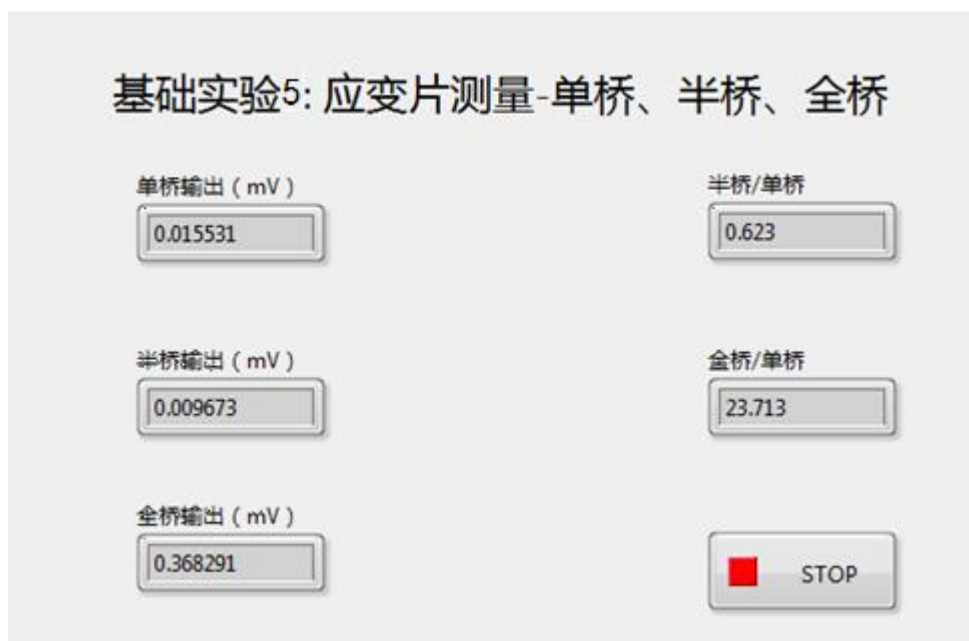 基础实验5: 应变片测量-单桥、半桥、全桥
单桥输出（mV）
0.015531
半桥/单桥
0.623
半桥输出（mV）
0.009673
全桥/单桥
23.713
全桥输出（mV）
0.368291
STOP